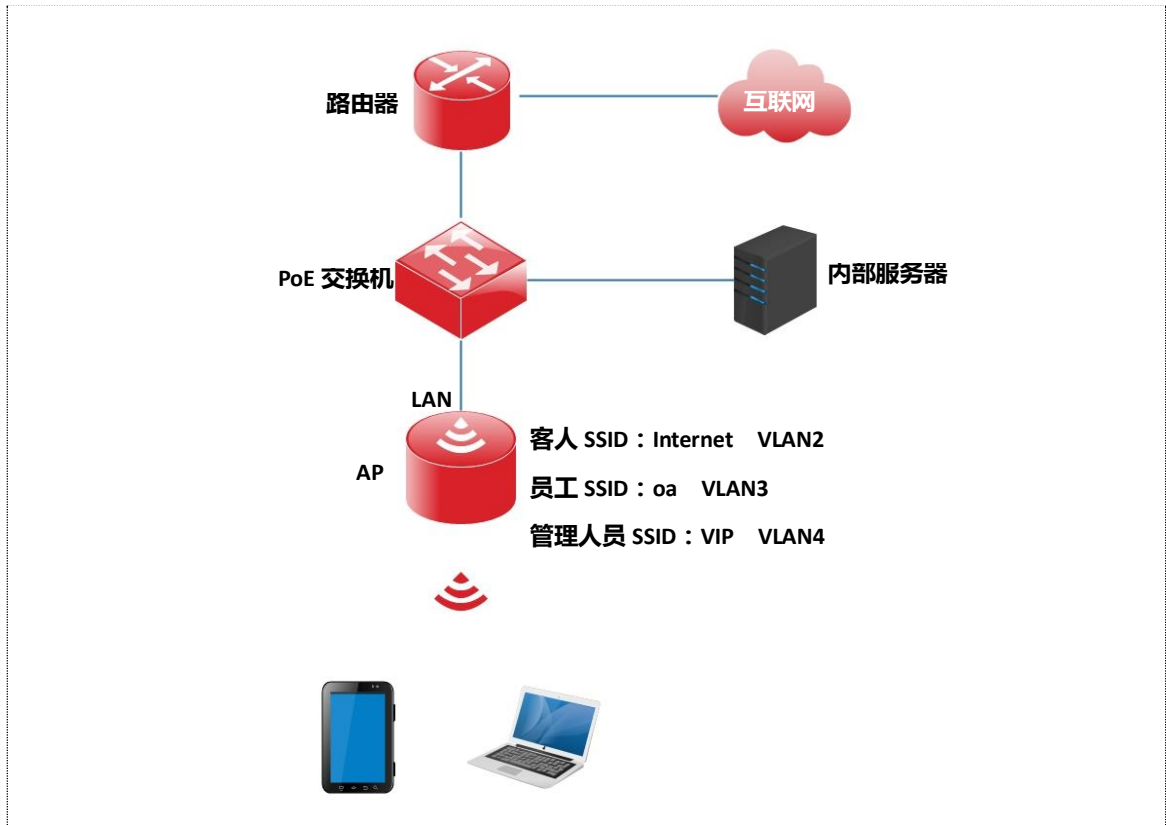 路由器
互联网
PoE 交换机
内部服务器
LAN
AP
客人 SSID：Internet VLAN2
员工 SSID：oa VLAN3
管理人员 SSID：VIP VLAN4